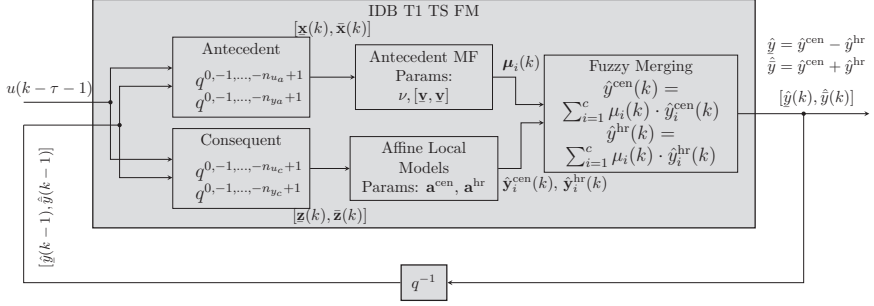 IDB T1 TS FM
[x̲(k), x̄(k)]
Antecedent
q^{0,-1,...,-n_{u_a}+1}
q^{0,-1,...,-n_{y_a}+1}
Antecedent MF
Params:
ν, [v̲, v̲]
μ_i(k)
Fuzzy Merging
ŷ^{cen}(k) =
∑_{i=1}^{c} μ_i(k) · ŷ_i^{cen}(k)
ŷ^{hr}(k) =
∑_{i=1}^{c} μ_i(k) · ŷ_i^{hr}(k)
ŷ̲ = ŷ^{cen} − ŷ^{hr}
ŷ̄ = ŷ^{cen} + ŷ^{hr}
[ŷ̲(k), ŷ̄(k)]
u(k − τ − 1)
Consequent
q^{0,-1,...,-n_{u_c}+1}
q^{0,-1,...,-n_{y_c}+1}
[z̲(k), z̄(k)]
Affine Local
Models
Params: a^{cen}, a^{hr}
ŷ_i^{cen}(k), ŷ_i^{hr}(k)
[ŷ̲(k−1), ŷ̄(k−1)]
q^{−1}